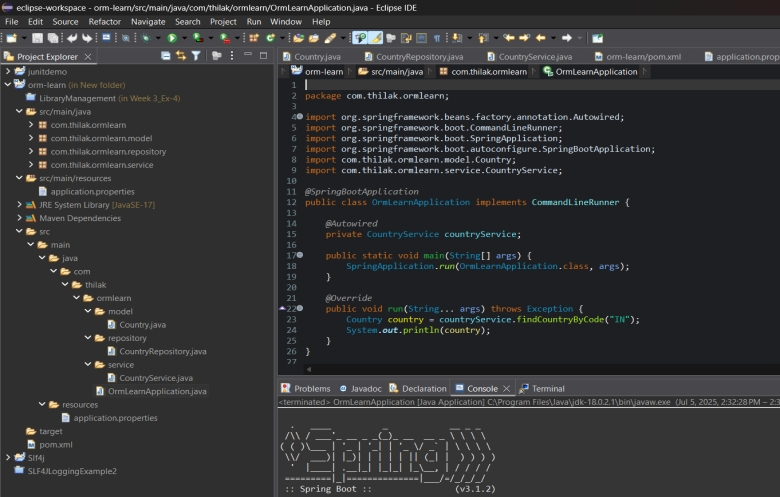 eclipse-workspace - orm-learn/src/main/java/com/thilak/ormlearn/OrmLearnApplication.java - Eclipse IDE
File Edit Source Refactor Navigate Search Project Run Window Help
Project Explorer
junitdemo
orm-learn (in New folder)
LibraryManagement (in Week 3_Ex-4)
src/main/java
com.thilak.ormlearn
com.thilak.ormlearn.model
com.thilak.ormlearn.repository
com.thilak.ormlearn.service
src/main/resources
application.properties
JRE System Library [JavaSE-17]
Maven Dependencies
src
main
java
com
thilak
ormlearn
model
Country.java
repository
CountryRepository.java
service
CountryService.java
OrmLearnApplication.java
resources
application.properties
target
pom.xml
Slf4j
SLF4JLoggingExample2
Country.java CountryRepository.java CountryService.java orm-learn/pom.xml application.prop
orm-learn src/main/java com.thilak.ormlearn OrmLearnApplication
1
2 package com.thilak.ormlearn;
3
4 import org.springframework.beans.factory.annotation.Autowired;
5 import org.springframework.boot.CommandLineRunner;
6 import org.springframework.boot.SpringApplication;
7 import org.springframework.boot.autoconfigure.SpringBootApplication;
8 import com.thilak.ormlearn.model.Country;
9 import com.thilak.ormlearn.service.CountryService;
10
11 @SpringBootApplication
12 public class OrmLearnApplication implements CommandLineRunner {
13
14 @Autowired
15 private CountryService countryService;
16
17 public static void main(String[] args) {
18 SpringApplication.run(OrmLearnApplication.class, args);
19 }
20
21 @Override
22 public void run(String... args) throws Exception {
23 Country country = countryService.findCountryByCode("IN");
24 System.out.println(country);
25 }
26 }
27
Problems Javadoc Declaration Console Terminal
<terminated> OrmLearnApplication [Java Application] C:\Program Files\Java\jdk-18.0.2.1\bin\javaw.exe (Jul 5, 2025, 2:32:28 PM – 2:3
Spring
:: Spring Boot :: (v3.1.2)